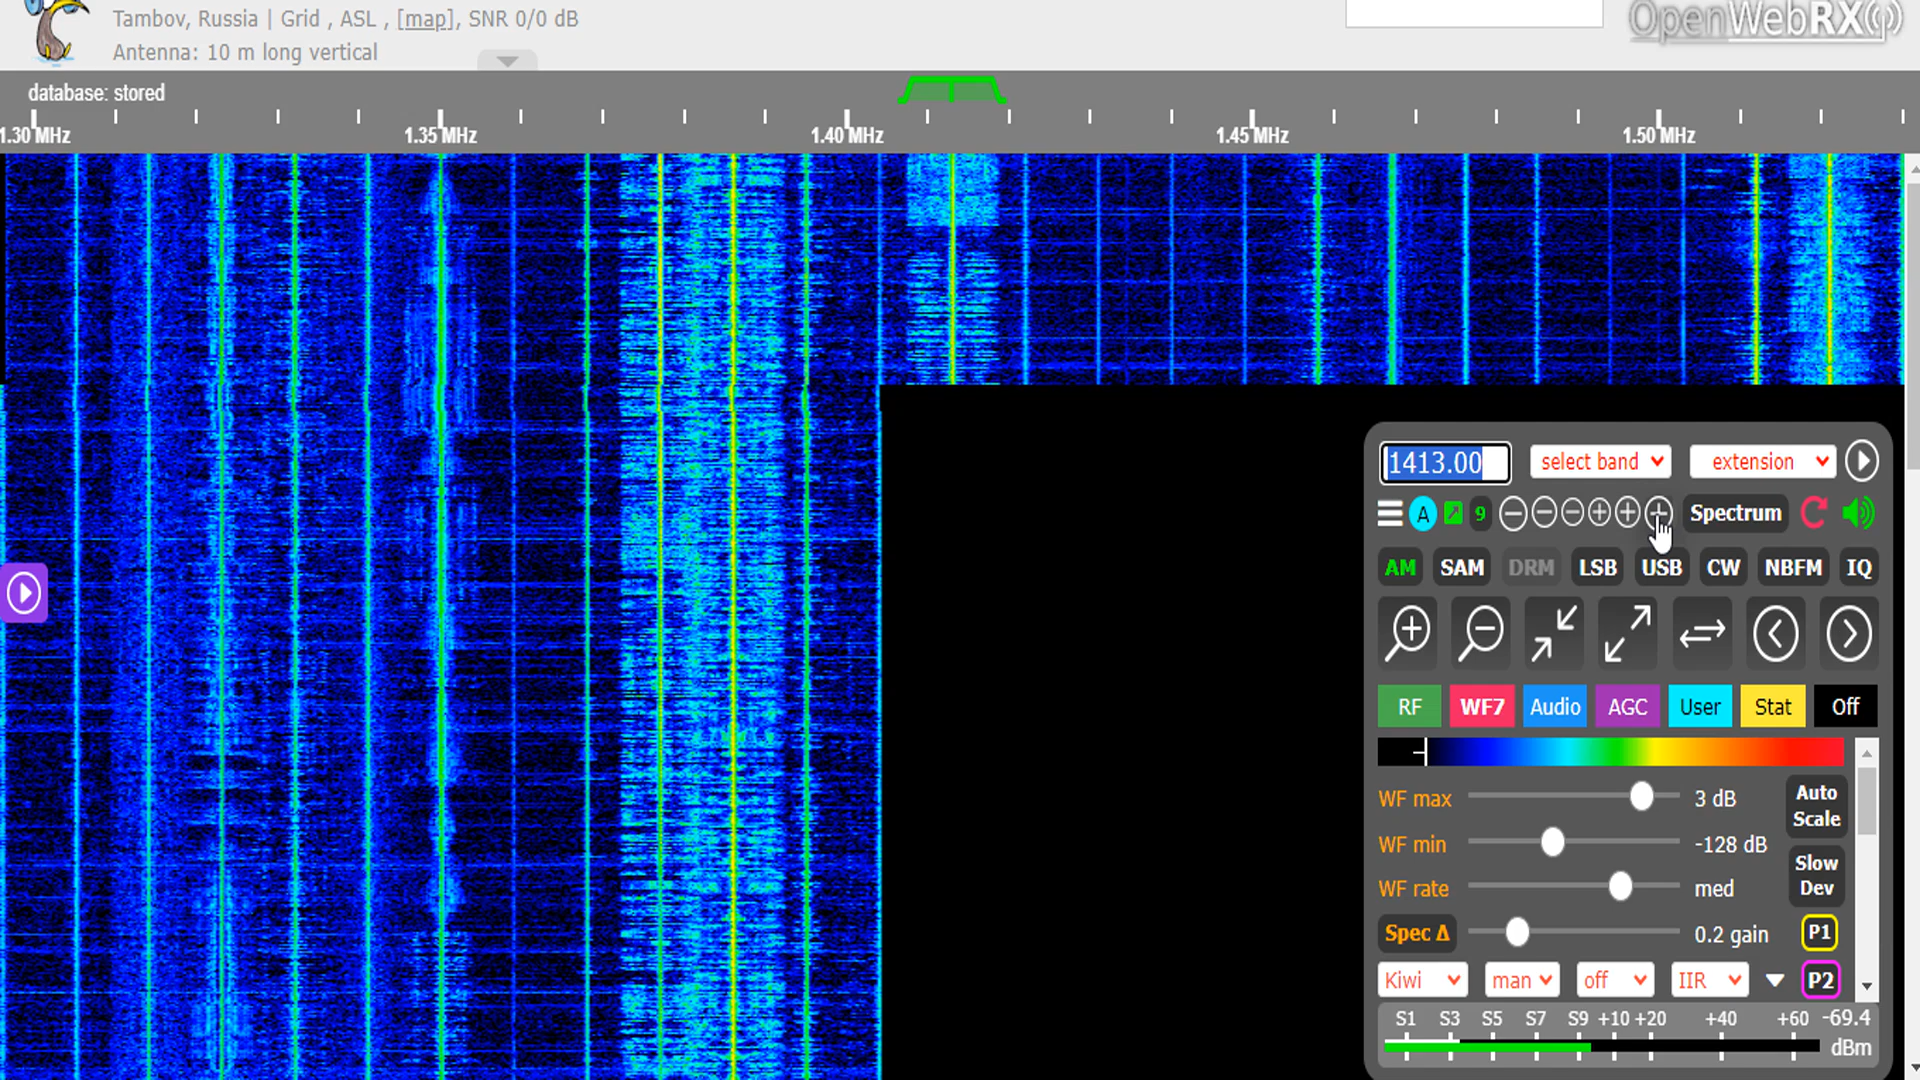 Tambov, Russia | Grid , ASL , [map], SNR 0/0 dB
Antenna: 10 m long vertical
OpenWebRX
database: stored
1.30 MHz 1.35 MHz 1.40 MHz 1.45 MHz 1.50 MHz
1413.00 select band extension
A 9 Spectrum
AM SAM DRM LSB USB CW NBFM IQ
RF WF7 Audio AGC User Stat Off
WF max 3 dB Auto Scale
WF min -128 dB
WF rate med Slow Dev
Spec Δ 0.2 gain P1
Kiwi man off IIR P2
S1 S3 S5 S7 S9 +10 +20 +40 +60 -69.4
dBm